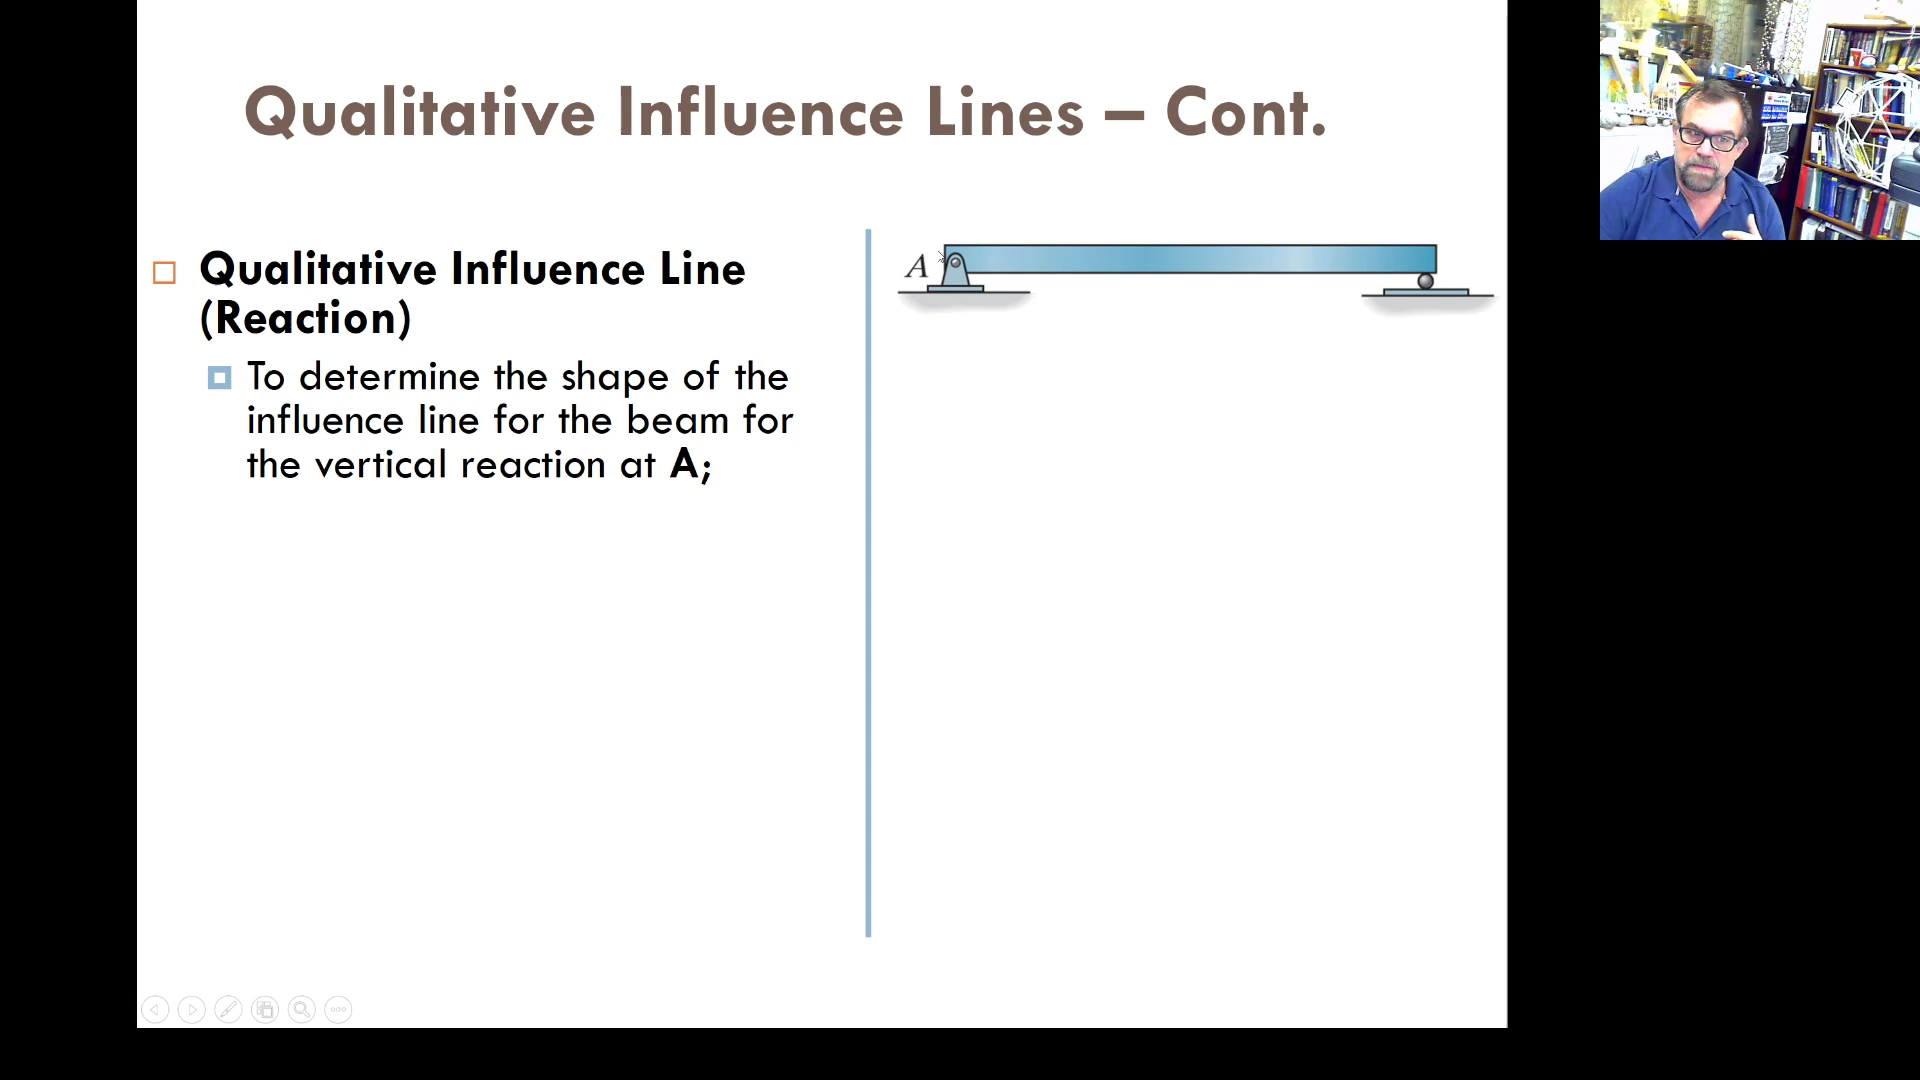 Qualitative Influence Lines – Cont.
Qualitative Influence Line
(Reaction)
To determine the shape of the
influence line for the beam for
the vertical reaction at A;
A